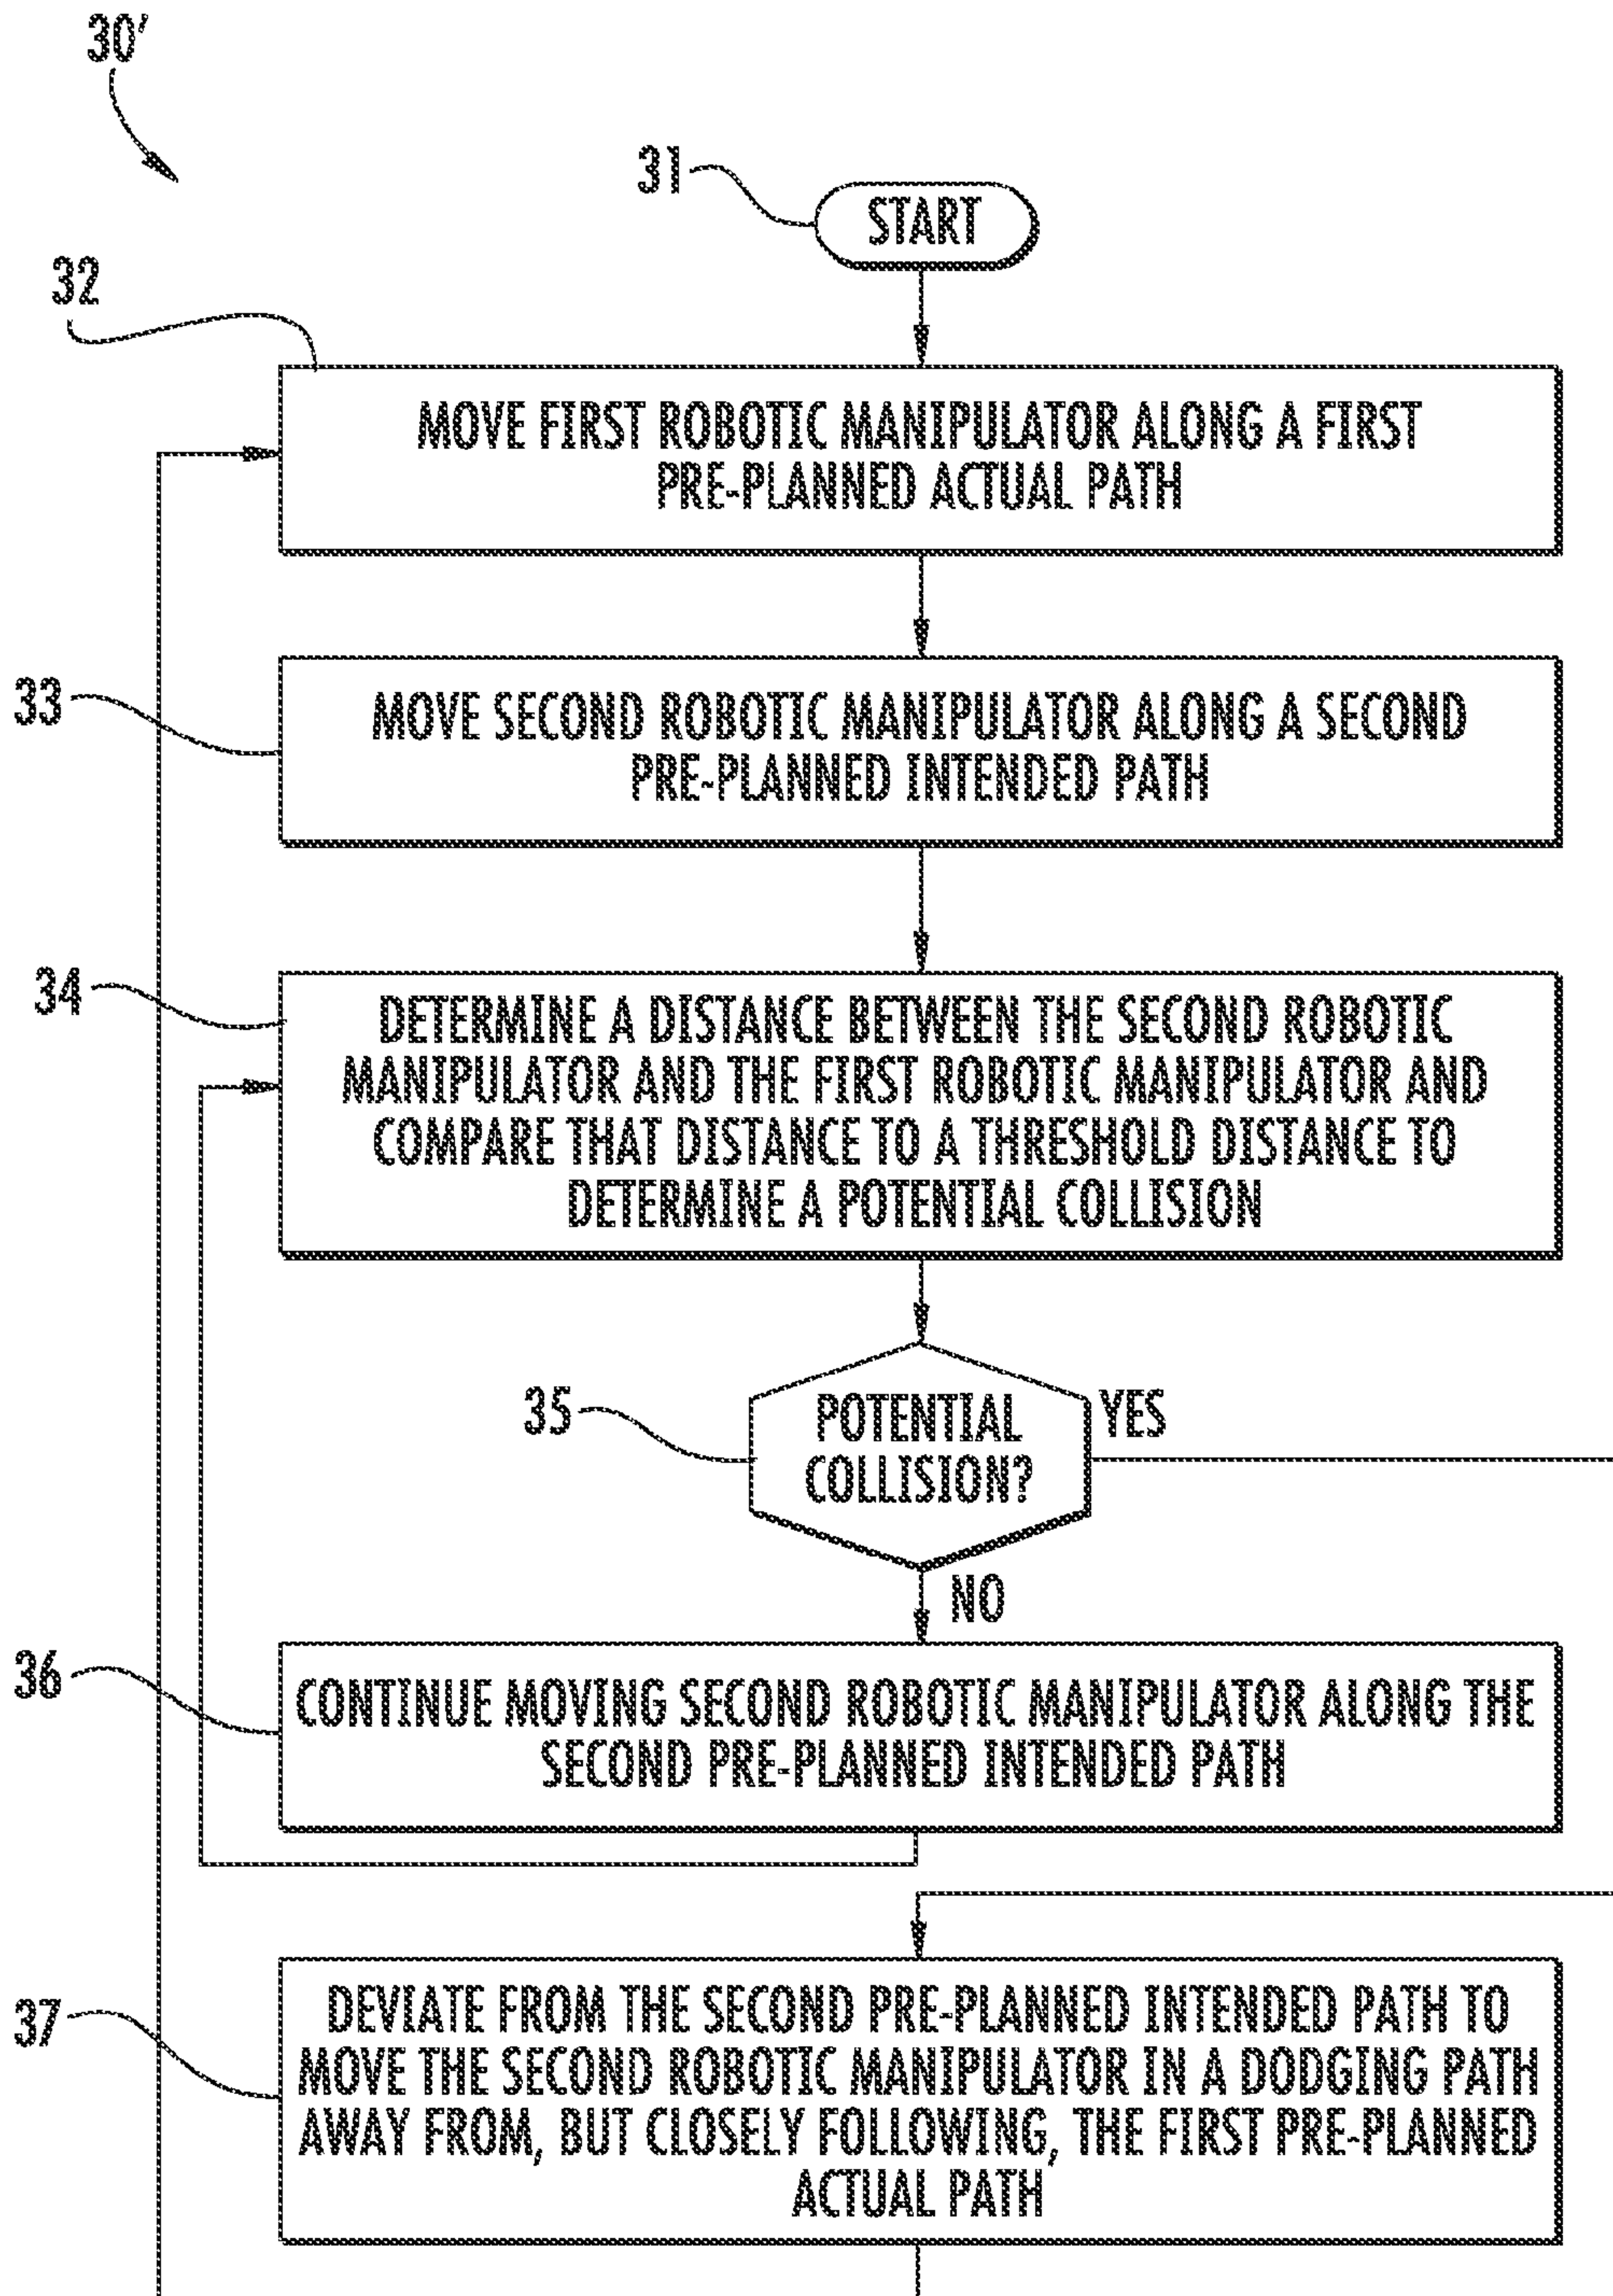 30'
31
START
32
MOVE FIRST ROBOTIC MANIPULATOR ALONG A FIRST
PRE-PLANNED ACTUAL PATH
33
MOVE SECOND ROBOTIC MANIPULATOR ALONG A SECOND
PRE-PLANNED INTENDED PATH
34
DETERMINE A DISTANCE BETWEEN THE SECOND ROBOTIC
MANIPULATOR AND THE FIRST ROBOTIC MANIPULATOR AND
COMPARE THAT DISTANCE TO A THRESHOLD DISTANCE TO
DETERMINE A POTENTIAL COLLISION
35
POTENTIAL
COLLISION?
YES
NO
36
CONTINUE MOVING SECOND ROBOTIC MANIPULATOR ALONG THE
SECOND PRE-PLANNED INTENDED PATH
37
DEVIATE FROM THE SECOND PRE-PLANNED INTENDED PATH TO
MOVE THE SECOND ROBOTIC MANIPULATOR IN A DODGING PATH
AWAY FROM, BUT CLOSELY FOLLOWING, THE FIRST PRE-PLANNED
ACTUAL PATH